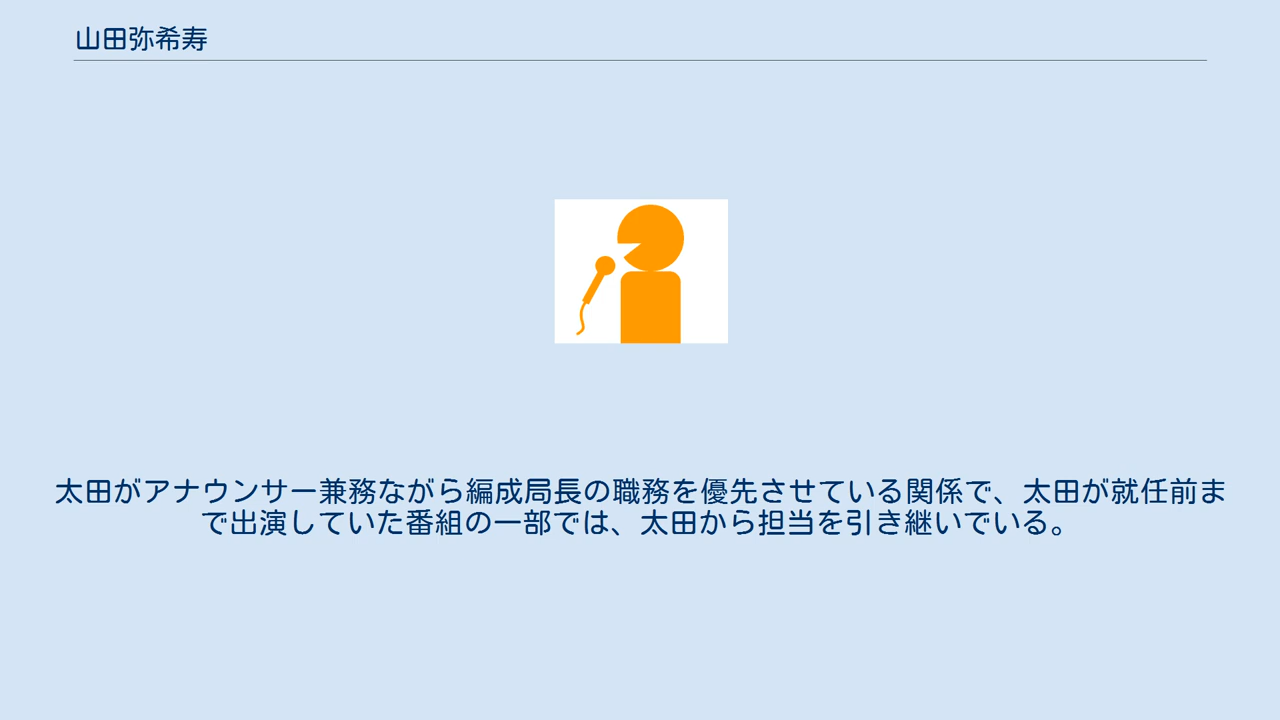 山田弥希寿
太田がアナウンサー兼務ながら編成局長の職務を優先させている関係で、太田が就任前ま
で出演していた番組の一部では、太田から担当を引き継いでいる。